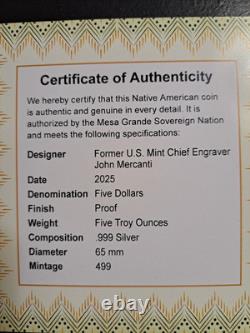 Certificate of Authenticity
We hereby certify that this Native American coin
is authentic and genuine in every detail. It is
authorized by the Mesa Grande Sovereign Nation
and meets the following specifications:
Designer Former U.S. Mint Chief Engraver
John Mercanti
Date 2025
Denomination Five Dollars
Finish Proof
Weight Five Troy Ounces
Composition .999 Silver
Diameter 65 mm
Mintage 499